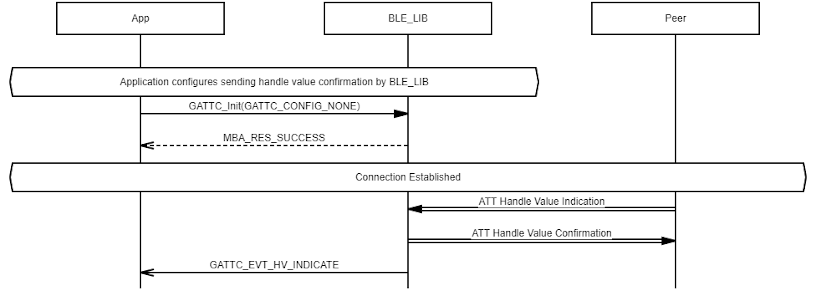 App
BLE_LIB
Peer
Application configures sending handle value confirmation by BLE_LIB
GATTC_Init(GATTC_CONFIG_NONE)
MBA_RES_SUCCESS
Connection Established
ATT Handle Value Indication
ATT Handle Value Confirmation
GATTC_EVT_HV_INDICATE